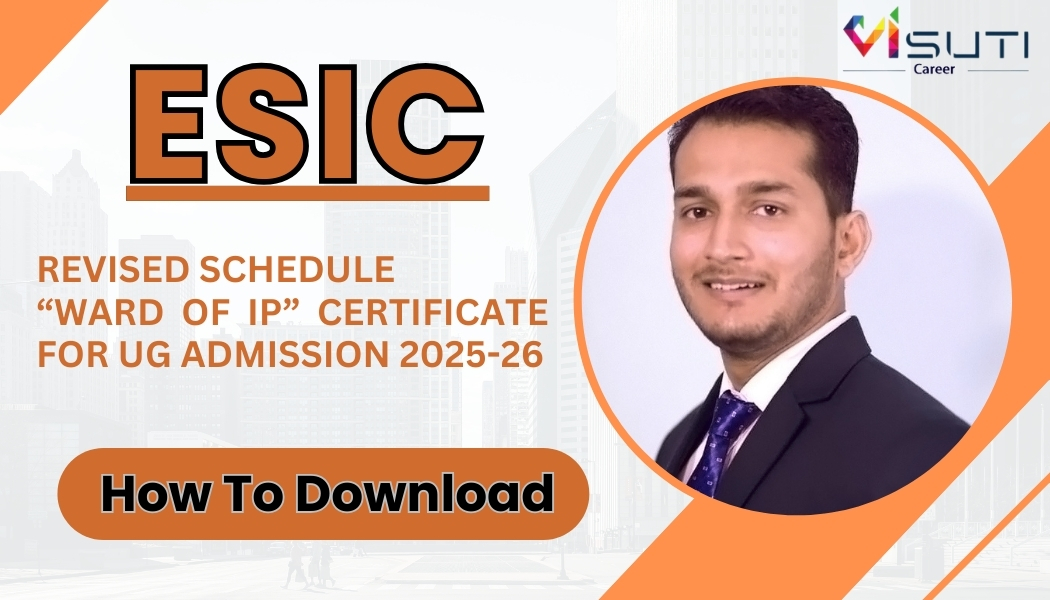 ViSUTI
Career
ESIC
REVISED SCHEDULE
“WARD OF IP” CERTIFICATE
FOR UG ADMISSION 2025-26
How To Download